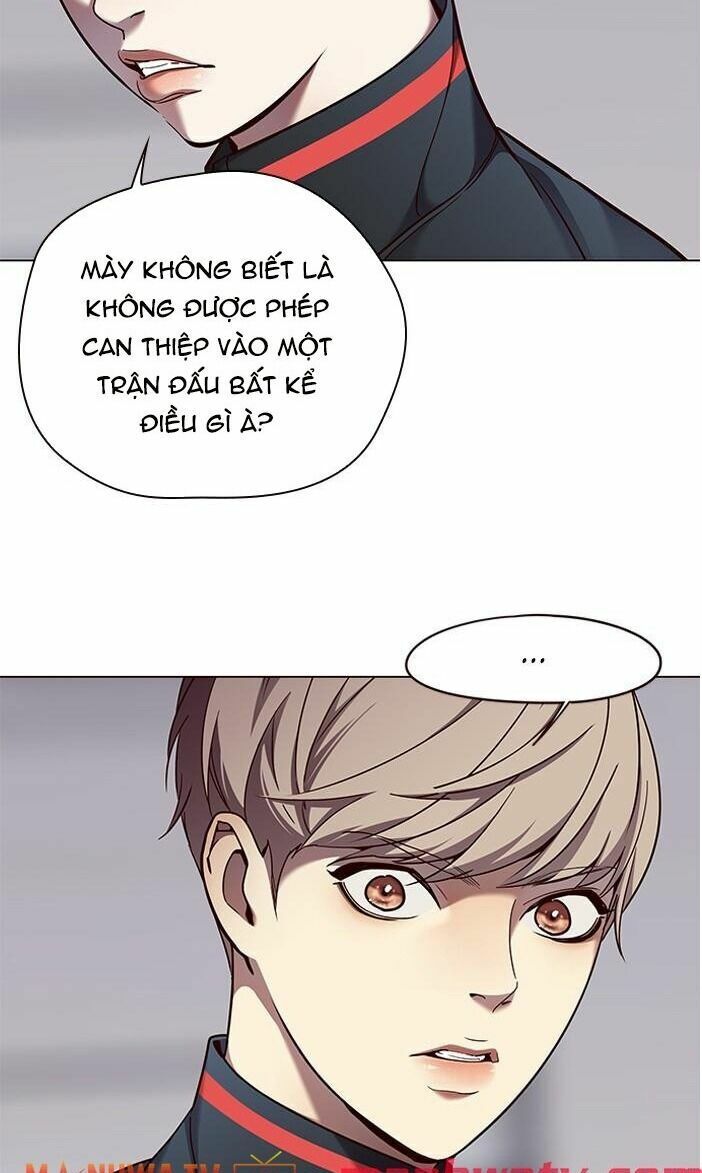 MÀY KHÔNG BIẾT LÀ
KHÔNG ĐƯỢC PHÉP
CAN THIỆP VÀO MỘT
TRẬN ĐẤU BẤT KỂ
ĐIỀU GÌ À?
...